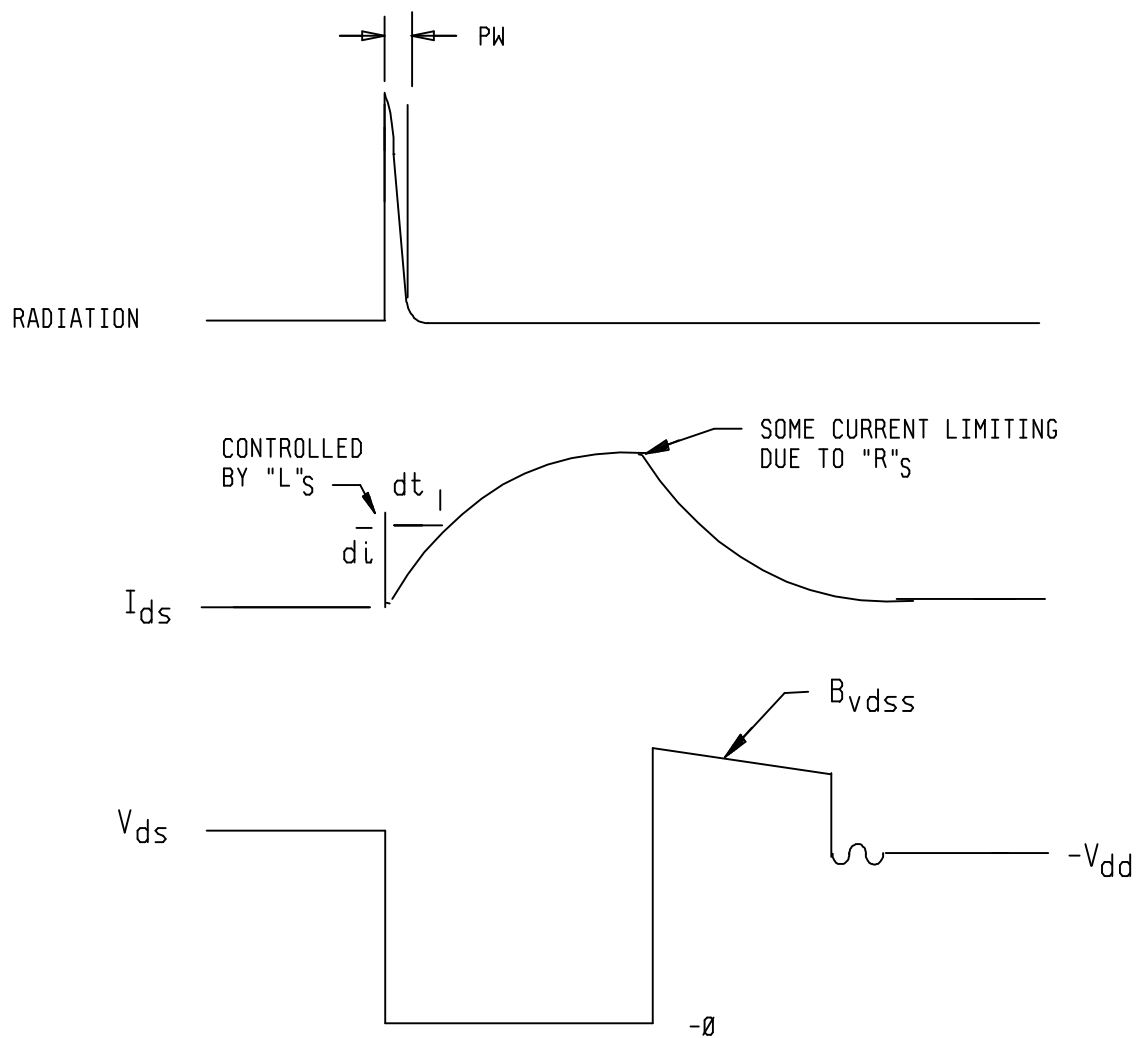 PW
RADIATION
CONTROLLED
BY "L"S
SOME CURRENT LIMITING
DUE TO "R"S
dt
di
Ids
Bvdss
Vds
-Vdd
-Ø